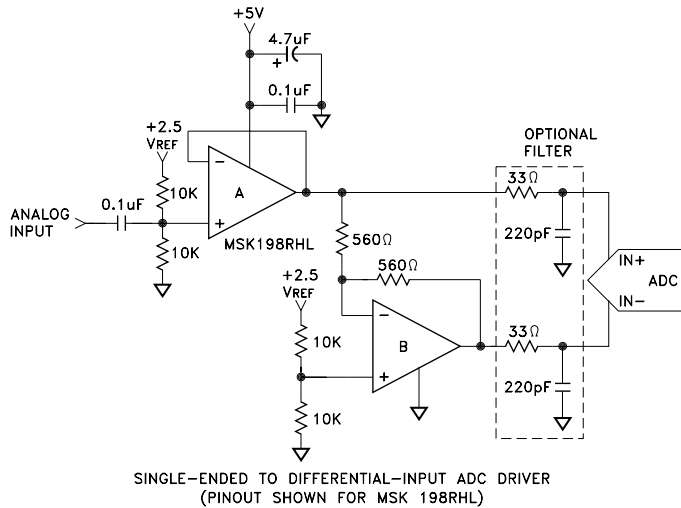 +5V
4.7uF
+
0.1uF
+2.5
VREF
10K
0.1uF
ANALOG
INPUT
10K
−
A
+
MSK198RHL
OPTIONAL
FILTER
33Ω
220pF
560Ω
560Ω
+2.5
VREF
10K
−
B
+
10K
33Ω
220pF
IN+
ADC
IN−
SINGLE−ENDED TO DIFFERENTIAL−INPUT ADC DRIVER
(PINOUT SHOWN FOR MSK 198RHL)